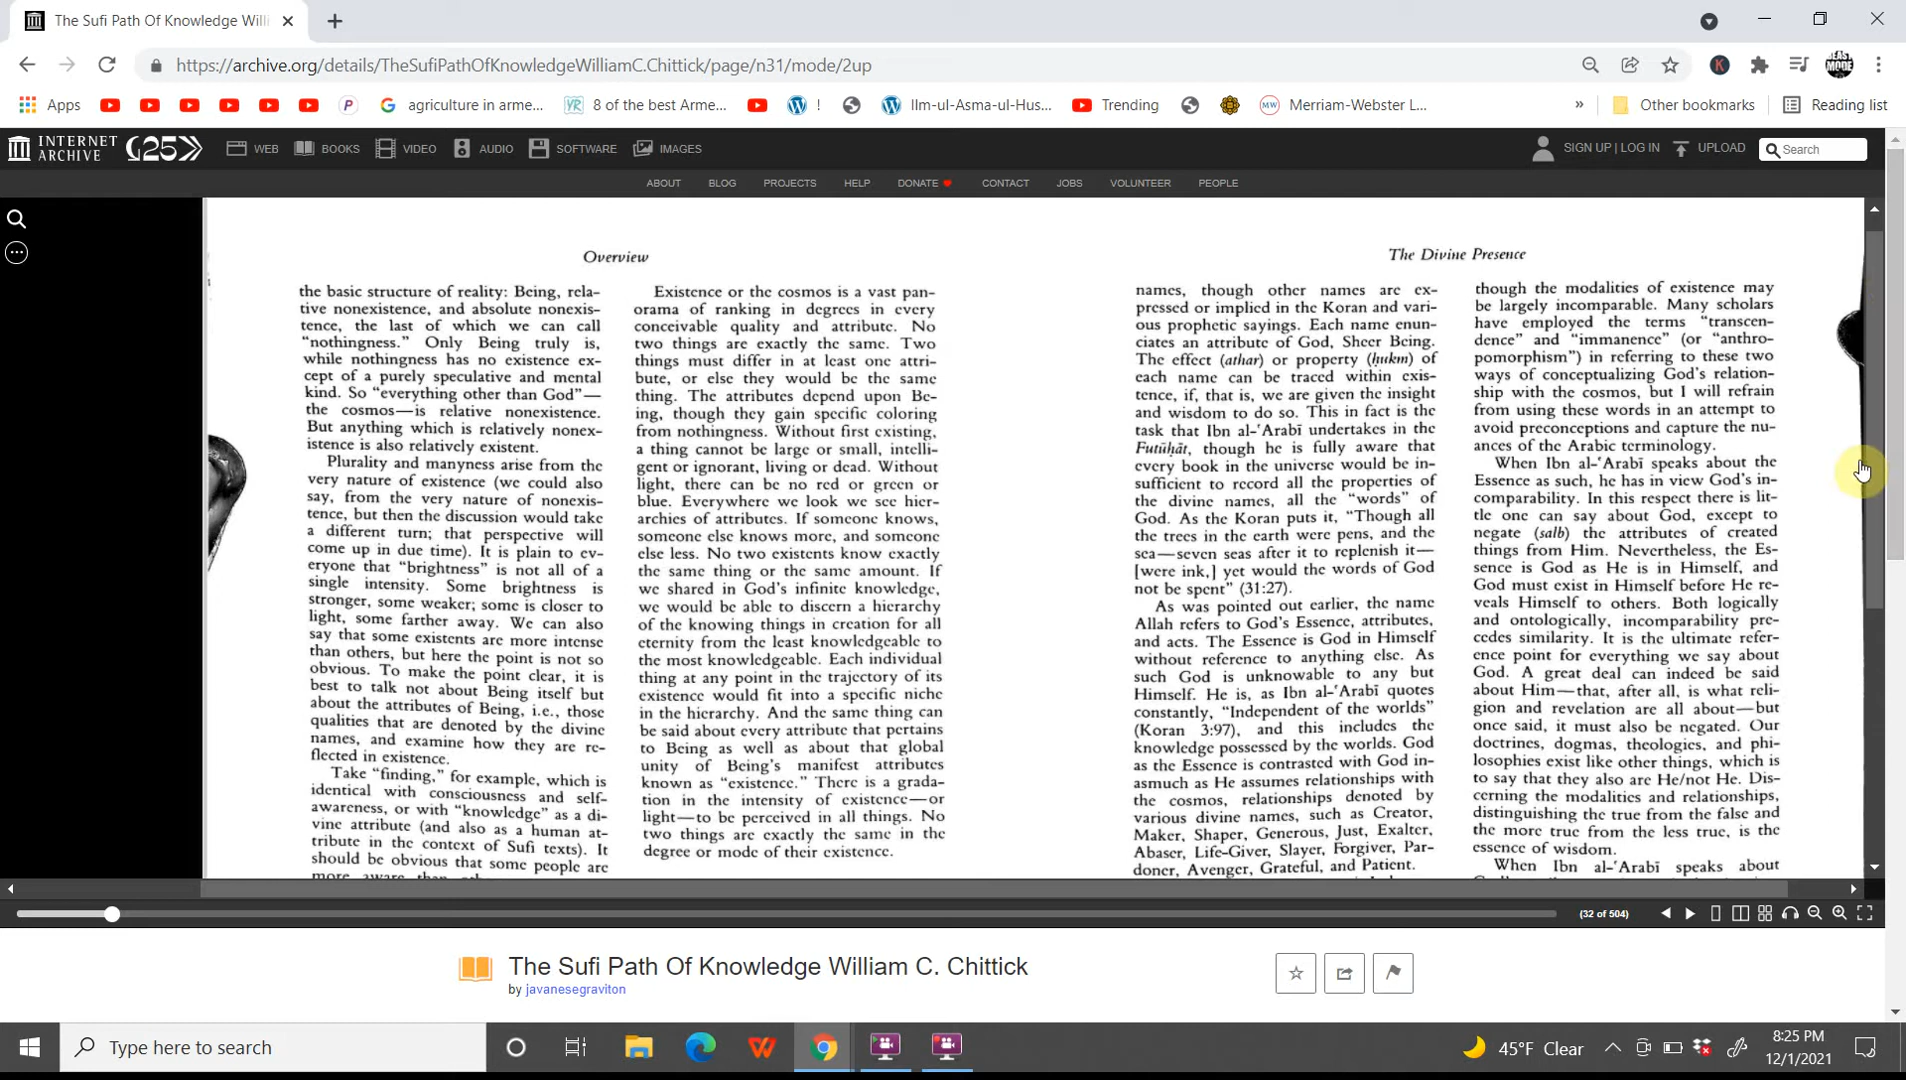 The Sufi Path Of Knowledge Willi
https://archive.org/details/TheSufiPathOfKnowledgeWilliamC.Chittick/page/n31/mode/2up
Apps
agriculture in arme...
8 of the best Arme...
!
Ilm-ul-Asma-ul-Hus...
Trending
Merriam-Webster L...
»
Other bookmarks
Reading list
INTERNET
ARCHIVE
25
WEB
BOOKS
VIDEO
AUDIO
SOFTWARE
IMAGES
SIGN UP | LOG IN
UPLOAD
Search
ABOUT
BLOG
PROJECTS
HELP
DONATE
CONTACT
JOBS
VOLUNTEER
PEOPLE
Overview
the basic structure of reality: Being, rela-
tive nonexistence, and absolute nonexis-
tence, the last of which we can call
“nothingness.” Only Being truly is,
while nothingness has no existence ex-
cept of a purely speculative and mental
kind. So “everything other than God”—
the cosmos—is relative nonexistence.
But anything which is relatively nonex-
istence is also relatively existent.
Plurality and manyness arise from the
very nature of existence (we could also
say, from the very nature of nonexis-
tence, but then the discussion would take
a different turn; that perspective will
come up in due time). It is plain to ev-
eryone that “brightness” is not all of a
single intensity. Some brightness is
stronger, some weaker; some is closer to
light, some farther away. We can also
say that some existents are more intense
than others, but here the point is not so
obvious. To make the point clear, it is
best to talk not about Being itself but
about the attributes of Being, i.e., those
qualities that are denoted by the divine
names, and examine how they are re-
flected in existence.
Take “finding,” for example, which is
identical with consciousness and self-
awareness, or with “knowledge” as a di-
vine attribute (and also as a human at-
tribute in the context of Sufi texts). It
should be obvious that some people are
more aware than
Existence or the cosmos is a vast pan-
orama of ranking in degrees in every
conceivable quality and attribute. No
two things are exactly the same. Two
things must differ in at least one attri-
bute, or else they would be the same
thing. The attributes depend upon Be-
ing, though they gain specific coloring
from nothingness. Without first existing,
a thing cannot be large or small, intelli-
gent or ignorant, living or dead. Without
light, there can be no red or green or
blue. Everywhere we look we see hier-
archies of attributes. If someone knows,
someone else knows more, and someone
else less. No two existents know exactly
the same thing or the same amount. If
we shared in God's infinite knowledge,
we would be able to discern a hierarchy
of the knowing things in creation for all
eternity from the least knowledgeable to
the most knowledgeable. Each individual
thing at any point in the trajectory of its
existence would fit into a specific niche
in the hierarchy. And the same thing can
be said about every attribute that pertains
to Being as well as about that global
unity of Being's manifest attributes
known as “existence.” There is a grada-
tion in the intensity of existence—or
light—to be perceived in all things. No
two things are exactly the same in the
degree or mode of their existence.
The Divine Presence
names, though other names are ex-
pressed or implied in the Koran and vari-
ous prophetic sayings. Each name enun-
ciates an attribute of God, Sheer Being.
The effect (athar) or property (ḥukm) of
each name can be traced within exis-
tence, if, that is, we are given the insight
and wisdom to do so. This in fact is the
task that Ibn al-ʿArabī undertakes in the
Futūḥāt, though he is fully aware that
every book in the universe would be in-
sufficient to record all the properties of
the divine names, all the “words” of
God. As the Koran puts it, “Though all
the trees in the earth were pens, and the
sea—seven seas after it to replenish it—
[were ink,] yet would the words of God
not be spent” (31:27).
As was pointed out earlier, the name
Allah refers to God's Essence, attributes,
and acts. The Essence is God in Himself
without reference to anything else. As
such God is unknowable to any but
Himself. He is, as Ibn al-ʿArabī quotes
constantly, “Independent of the worlds”
(Koran 3:97), and this includes the
knowledge possessed by the worlds. God
as the Essence is contrasted with God in-
asmuch as He assumes relationships with
the cosmos, relationships denoted by
various divine names, such as Creator,
Maker, Shaper, Generous, Just, Exalter,
Abaser, Life-Giver, Slayer, Forgiver, Par-
doner, Avenger, Grateful, and Patient.
though the modalities of existence may
be largely incomparable. Many scholars
have employed the terms “transcen-
dence” and “immanence” (or “anthro-
pomorphism”) in referring to these two
ways of conceptualizing God's relation-
ship with the cosmos, but I will refrain
from using these words in an attempt to
avoid preconceptions and capture the nu-
ances of the Arabic terminology.
When Ibn al-ʿArabī speaks about the
Essence as such, he has in view God's in-
comparability. In this respect there is lit-
tle one can say about God, except to
negate (salb) the attributes of created
things from Him. Nevertheless, the Es-
sence is God as He is in Himself, and
God must exist in Himself before He re-
veals Himself to others. Both logically
and ontologically, incomparability pre-
cedes similarity. It is the ultimate refer-
ence point for everything we say about
God. A great deal can indeed be said
about Him—that, after all, is what reli-
gion and revelation are all about—but
once said, it must also be negated. Our
doctrines, dogmas, theologies, and phi-
losophies exist like other things, which is
to say that they also are He/not He. Dis-
cerning the modalities and relationships,
distinguishing the true from the false and
the more true from the less true, is the
essence of wisdom.
When Ibn al-ʿArabī speaks about
(32 of 504)
The Sufi Path Of Knowledge William C. Chittick
by javanesegraviton
Type here to search
45°F Clear
8:25 PM
12/1/2021